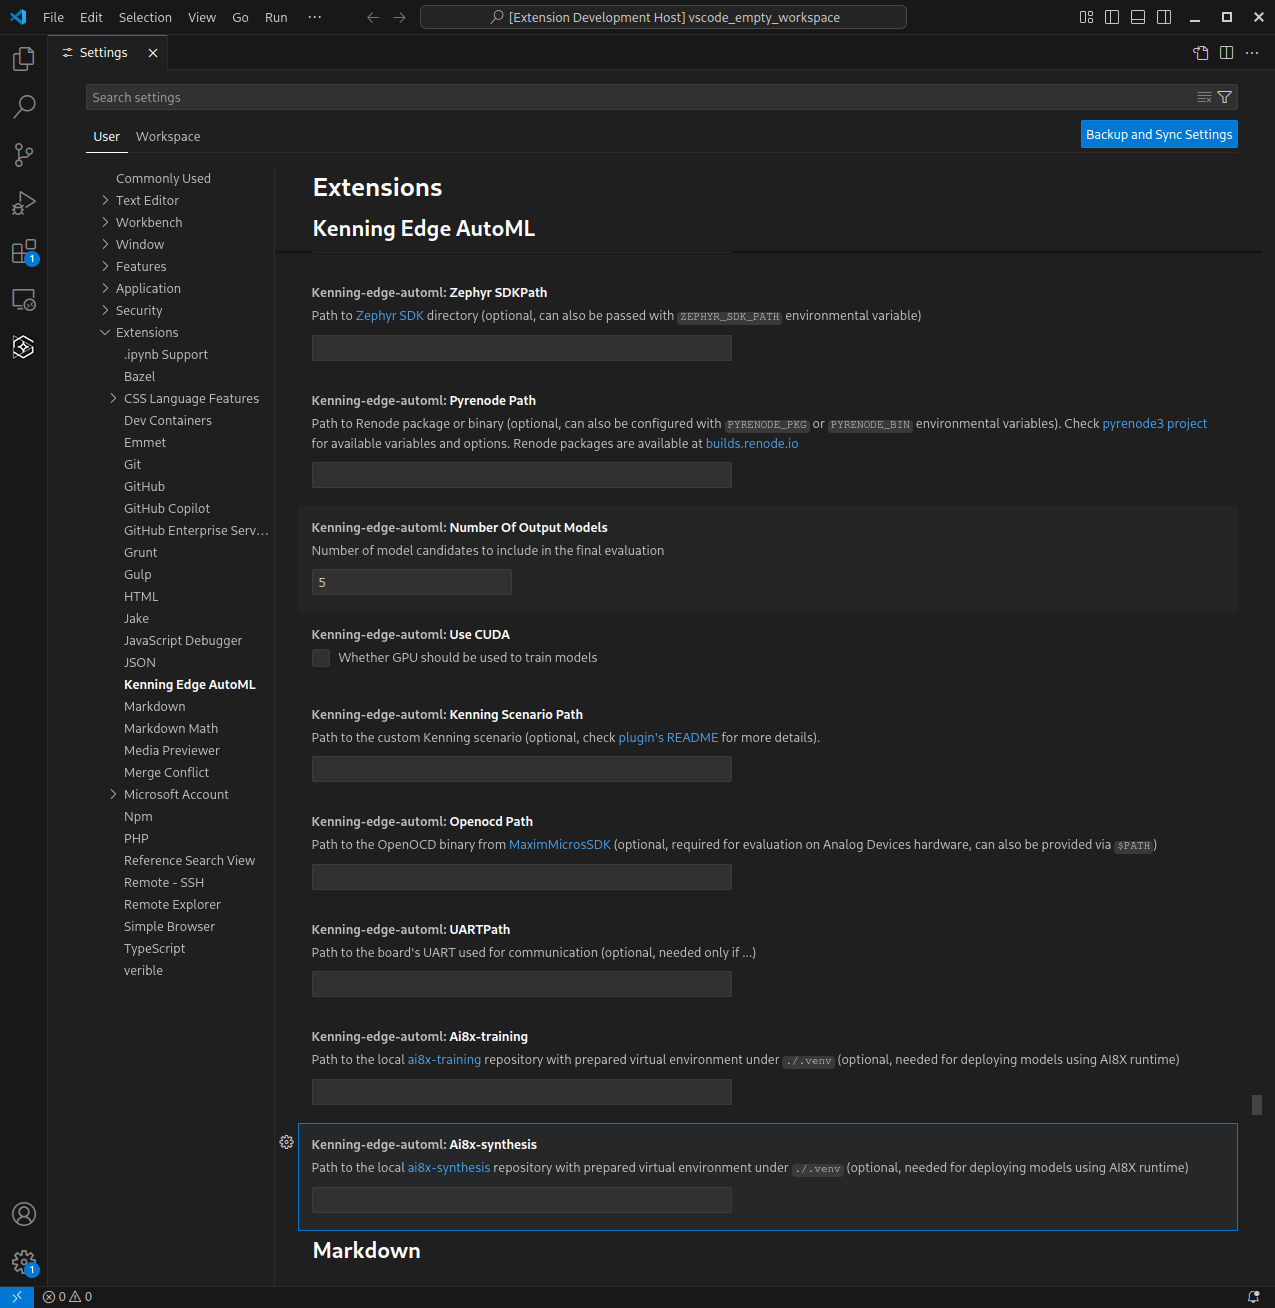 File Edit Selection View Go Run ···
[Extension Development Host] vscode_empty_workspace
Settings
Search settings
User Workspace
Backup and Sync Settings
Commonly Used
Text Editor
Workbench
Window
Features
Application
Security
Extensions
.ipynb Support
Bazel
CSS Language Features
Dev Containers
Emmet
Git
GitHub
GitHub Copilot
GitHub Enterprise Serv...
Grunt
Gulp
HTML
Jake
JavaScript Debugger
JSON
Kenning Edge AutoML
Markdown
Markdown Math
Media Previewer
Merge Conflict
Microsoft Account
Npm
PHP
Reference Search View
Remote - SSH
Remote Explorer
Simple Browser
TypeScript
verible
Extensions
Kenning Edge AutoML
Kenning-edge-automl: Zephyr SDKPath
Path to Zephyr SDK directory (optional, can also be passed with ZEPHYR_SDK_PATH environmental variable)
Kenning-edge-automl: Pyrenode Path
Path to Renode package or binary (optional, can also be configured with PYRENODE_PKG or PYRENODE_BIN environmental variables). Check pyrenode3 project
for available variables and options. Renode packages are available at builds.renode.io
Kenning-edge-automl: Number Of Output Models
Number of model candidates to include in the final evaluation
5
Kenning-edge-automl: Use CUDA
Whether GPU should be used to train models
Kenning-edge-automl: Kenning Scenario Path
Path to the custom Kenning scenario (optional, check plugin's README for more details).
Kenning-edge-automl: Openocd Path
Path to the OpenOCD binary from MaximMicrosSDK (optional, required for evaluation on Analog Devices hardware, can also be provided via $PATH)
Kenning-edge-automl: UARTPath
Path to the board's UART used for communication (optional, needed only if ...)
Kenning-edge-automl: Ai8x-training
Path to the local ai8x-training repository with prepared virtual environment under ./.venv (optional, needed for deploying models using AI8X runtime)
Kenning-edge-automl: Ai8x-synthesis
Path to the local ai8x-synthesis repository with prepared virtual environment under ./.venv (optional, needed for deploying models using AI8X runtime)
Markdown
1
1
0 0